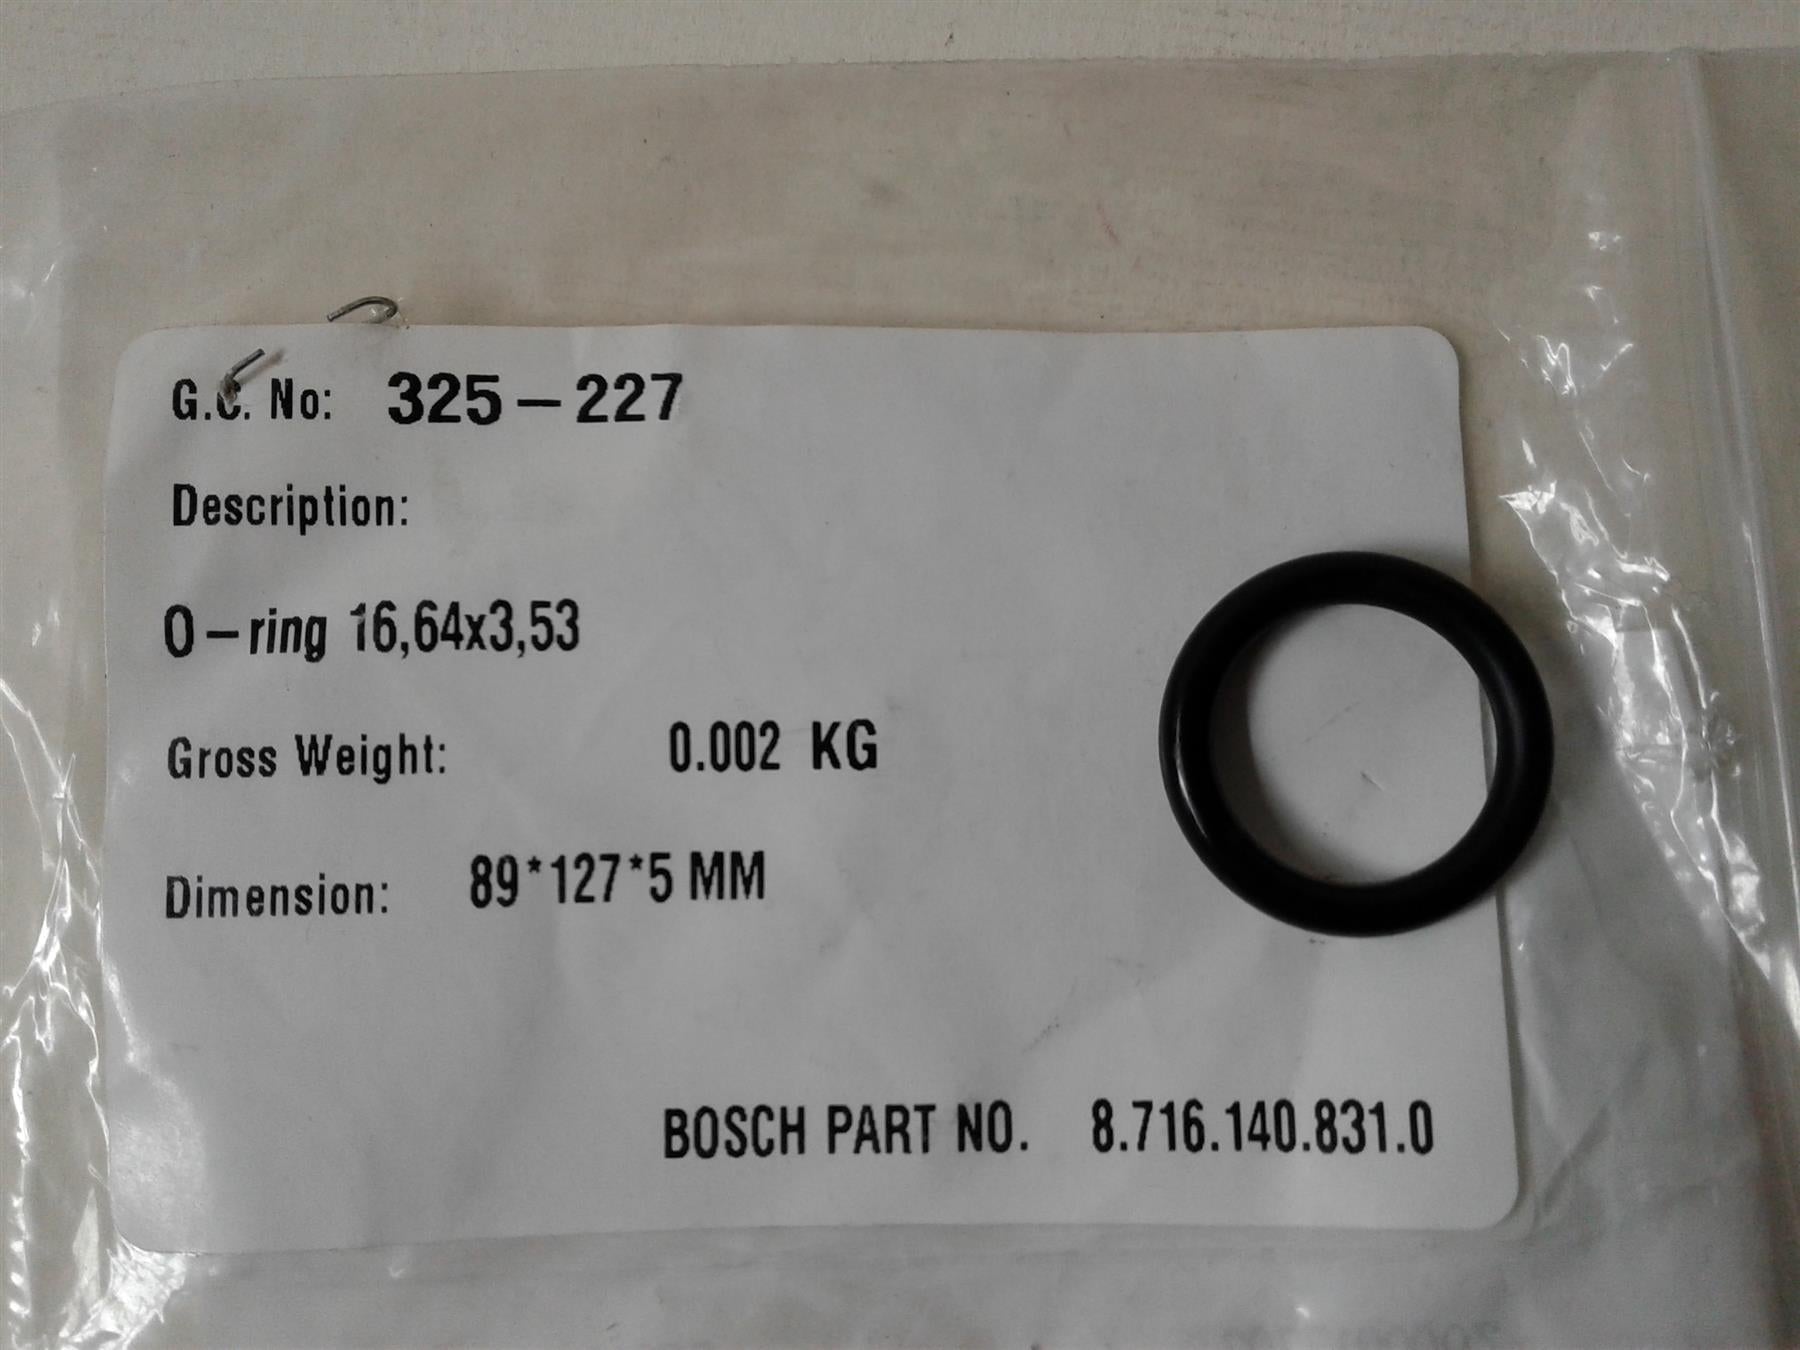 G.C. No: 325-227
Description:
O-ring 16,64x3,53
Gross Weight: 0.002 KG
Dimension: 89*127*5 MM
BOSCH PART NO. 8.716.140.831.0